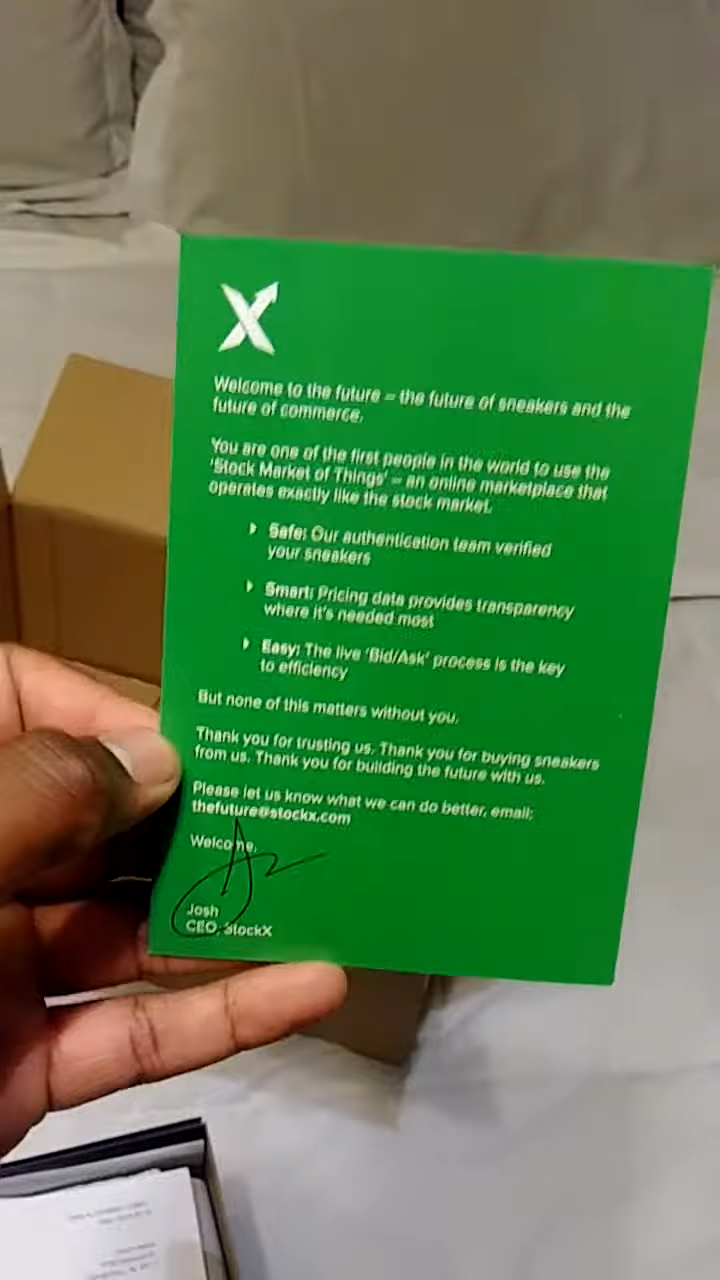 X
Welcome to the future – the future of sneakers and the
future of commerce.
You are one of the first people in the world to use the
'Stock Market of Things' – an online marketplace that
operates exactly like the stock market.
Safe: Our authentication team verified
your sneakers
Smart: Pricing data provides transparency
where it's needed most
Easy: The live 'Bid/Ask' process is the key
to efficiency
But none of this matters without you.
Thank you for trusting us. Thank you for buying sneakers
from us. Thank you for building the future with us.
Please let us know what we can do better, email:
thefuture@stockx.com
Welcome,
Josh
CEO, StockX